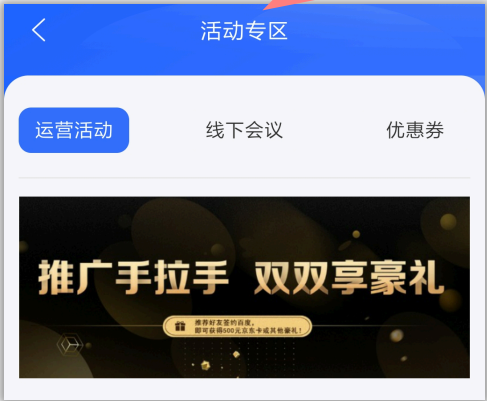 活动专区
运营活动
线下会议
优惠券
推广手拉手 双双享豪礼
推荐好友签约百度，
即可获得600元京东卡或其他豪礼！